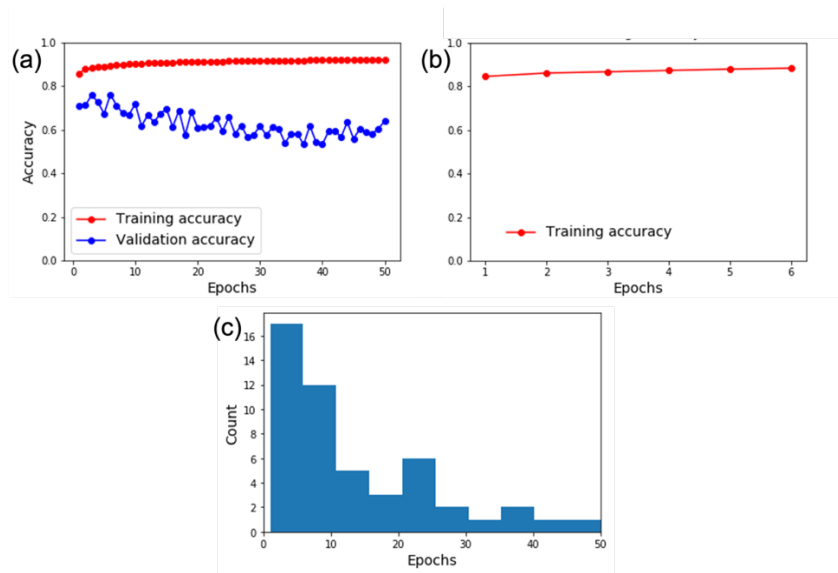 (a)
1.0
0.8
0.6
0.4
0.2
0.0
Accuracy
Training accuracy
Validation accuracy
0 10 20 30 40 50
Epochs
(b)
1.0
0.8
0.6
0.4
0.2
0.0
Training accuracy
1 2 3 4 5 6
Epochs
(c)
16
14
12
10
8
6
4
2
0
Count
0 10 20 30 40 50
Epochs